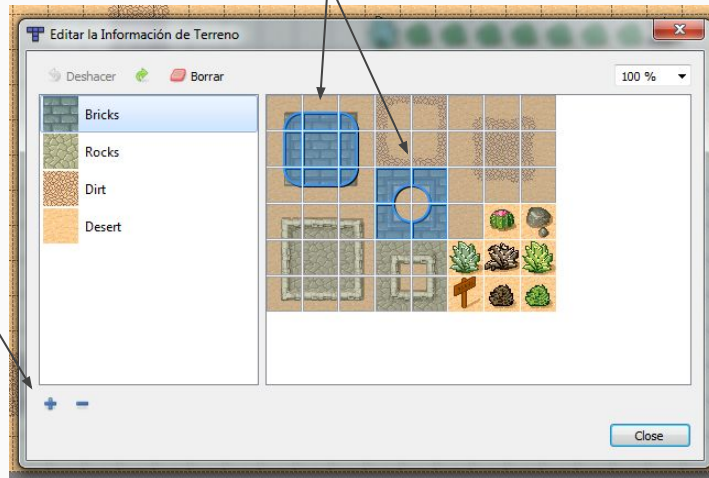 Editar la Información de Terreno
Deshacer Borrar 100 %
Bricks
Rocks
Dirt
Desert
Close